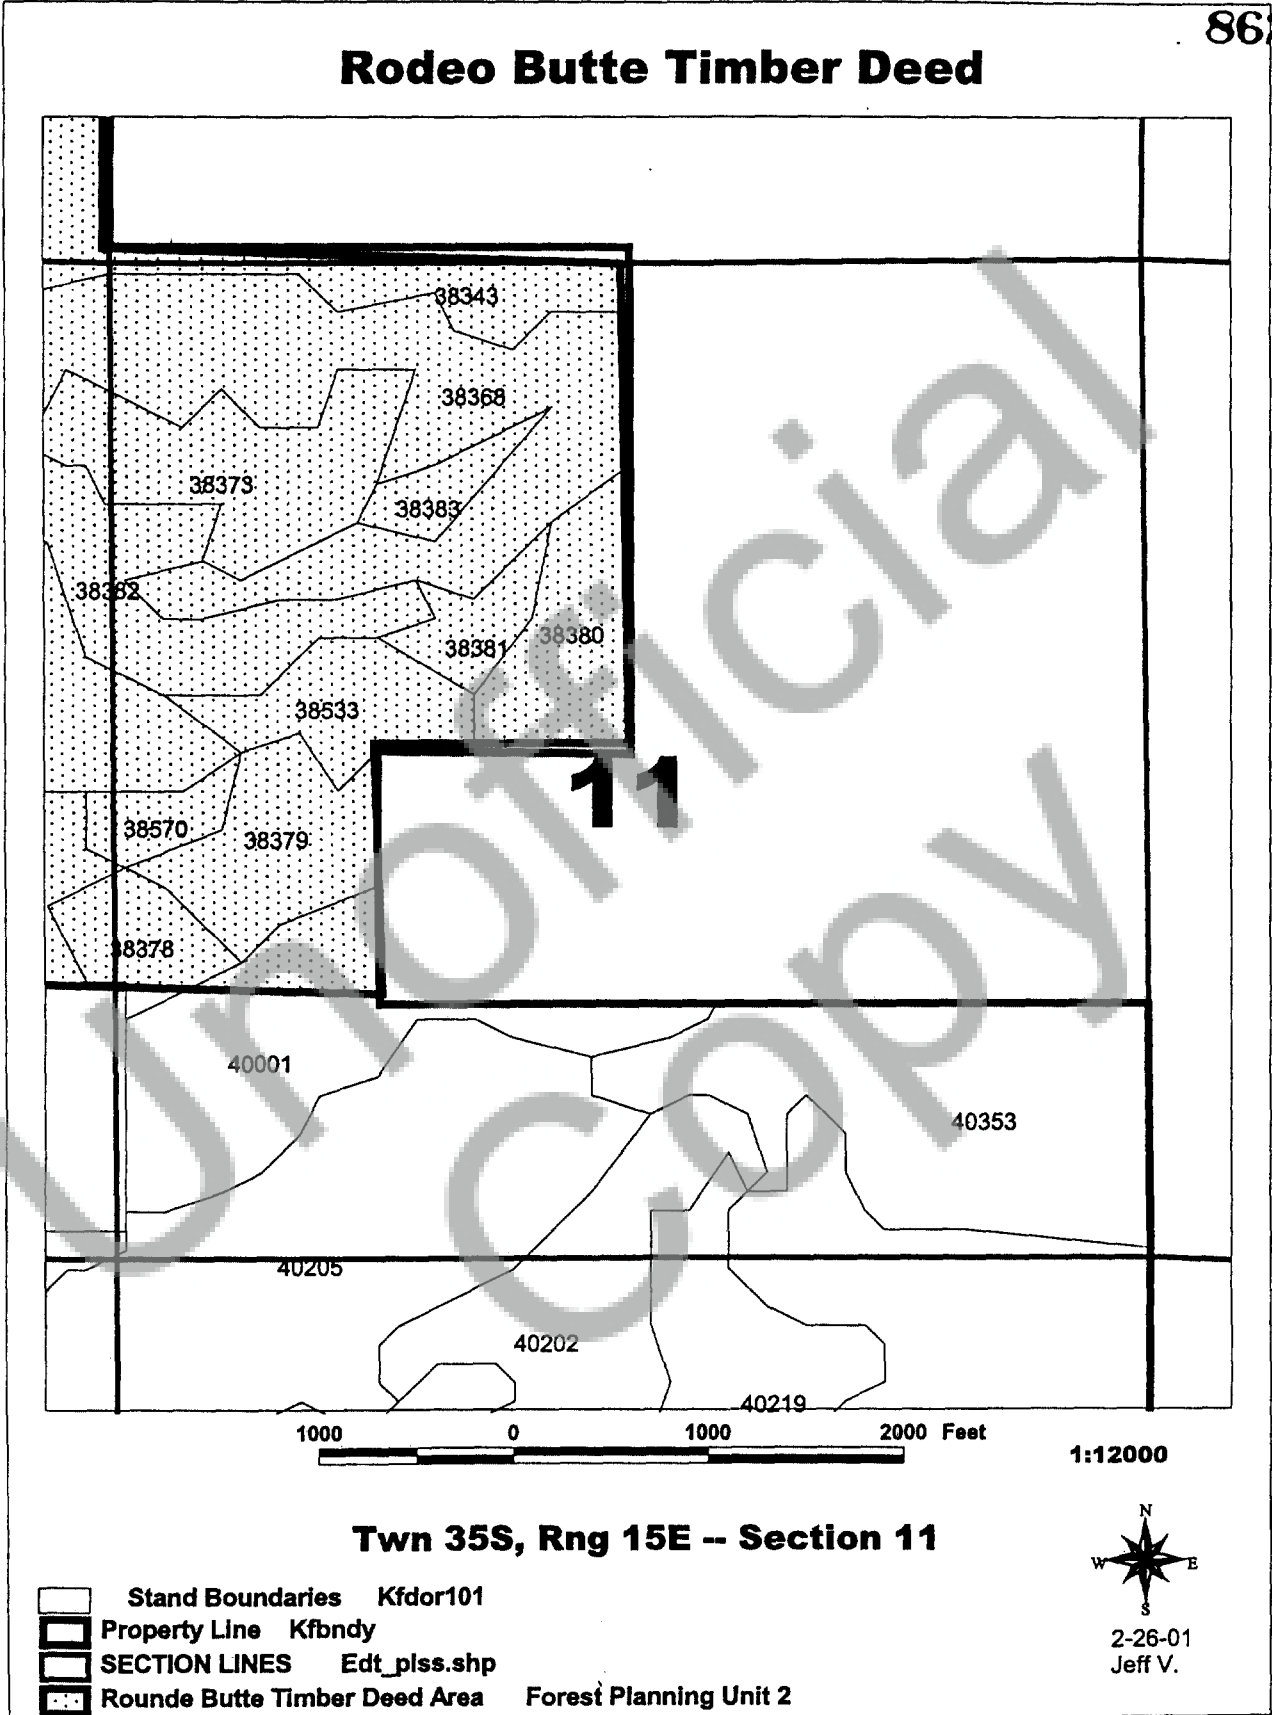 862
Rodeo Butte Timber Deed
38343
38368
38373
38383
38382
38381
38380
38533
11
38570
38379
38378
40001
40353
40205
40202
40219
Unofficial
Copy
1000 0 1000 2000 Feet
1:12000
Twn 35S, Rng 15E -- Section 11
N
W E
S
Stand Boundaries Kfdor101
Property Line Kfbndy
SECTION LINES Edt_plss.shp
Rounde Butte Timber Deed Area Forest Planning Unit 2
2-26-01
Jeff V.